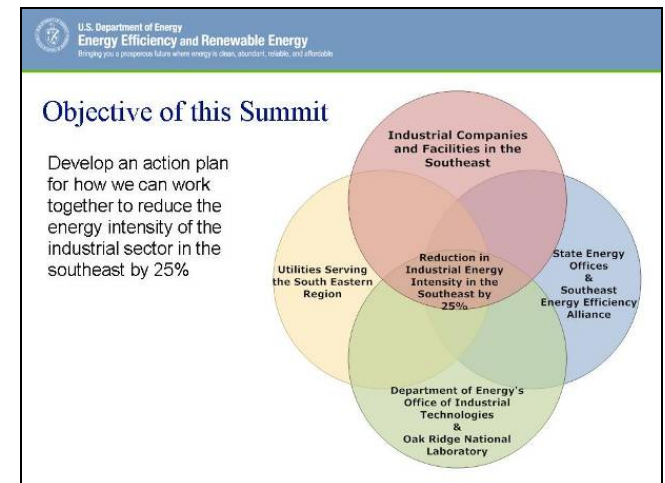 U.S. Department of Energy
Energy Efficiency and Renewable Energy
Bringing you a prosperous future where energy is clean, abundant, reliable, and affordable
Objective of this Summit
Develop an action plan
for how we can work
together to reduce the
energy intensity of the
industrial sector in the
southeast by 25%
Industrial Companies
and Facilities in the
Southeast
Utilities Serving
the South Eastern
Region
Reduction in
Industrial Energy
Intensity in the
Southeast by
25%
State Energy
Offices
&
Southeast
Energy Efficiency
Alliance
Department of Energy's
Office of Industrial
Technologies
&
Oak Ridge National
Laboratory